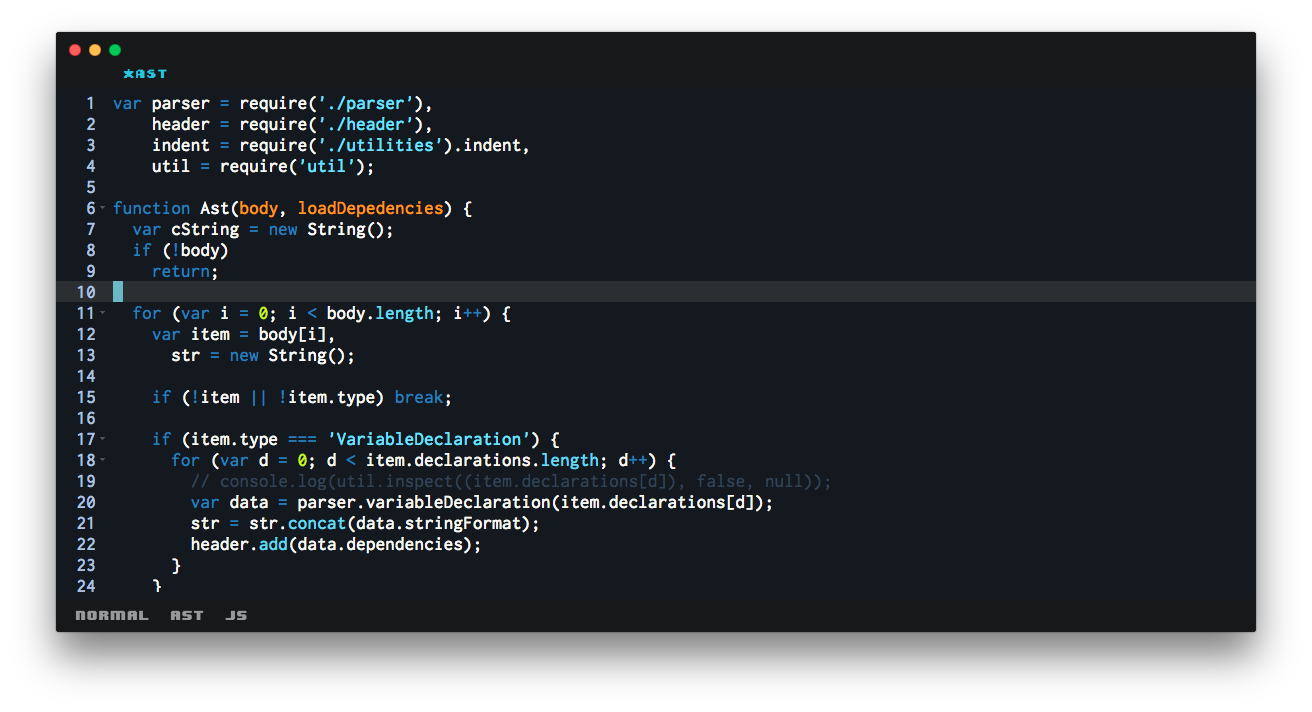 *AST
1 var parser = require('./parser'),
2     header = require('./header'),
3     indent = require('./utilities').indent,
4     util = require('util');
5
6 function Ast(body, loadDepedencies) {
7   var cString = new String();
8   if (!body)
9     return;
10
11   for (var i = 0; i < body.length; i++) {
12     var item = body[i],
13       str = new String();
14
15     if (!item || !item.type) break;
16
17     if (item.type === 'VariableDeclaration') {
18       for (var d = 0; d < item.declarations.length; d++) {
19         // console.log(util.inspect((item.declarations[d]), false, null));
20         var data = parser.variableDeclaration(item.declarations[d]);
21         str = str.concat(data.stringFormat);
22         header.add(data.dependencies);
23       }
24     }
NORMAL AST JS